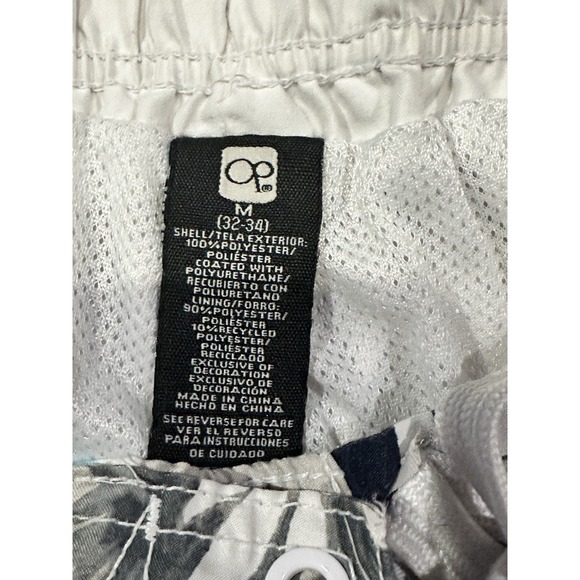 op®
M
(32-34)
SHELL/TELA EXTERIOR:
100% POLYESTER/
POLIÉSTER
COATED WITH
POLYURETHANE/
RECUBIERTO CON
POLIURETANO
LINING/FORRO:
90% POLYESTER/
POLIÉSTER
10% RECYCLED
POLYESTER/
POLIÉSTER
RECICLADO
EXCLUSIVE OF
DECORATION
EXCLUSIVO DE
DECORACIÓN
MADE IN CHINA
HECHO EN CHINA
SEE REVERSE FOR CARE
VER EL REVERSO
PARA INSTRUCCIONES
DE CUIDADO